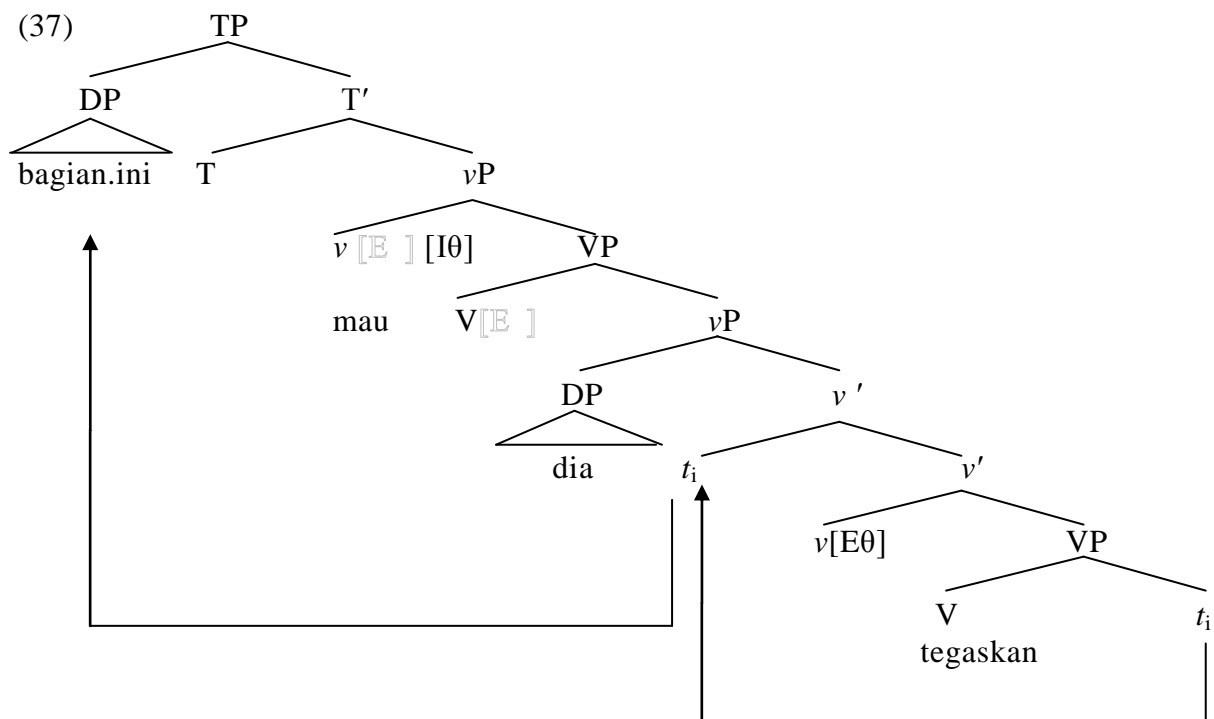 (37) TP
DP T′
bagian.ini T vP
v ⟦E ⟧ [Iθ] VP
mau V⟦E ⟧ vP
DP v ′
dia tᵢ v′
v[Eθ] VP
V tᵢ
tegaskan